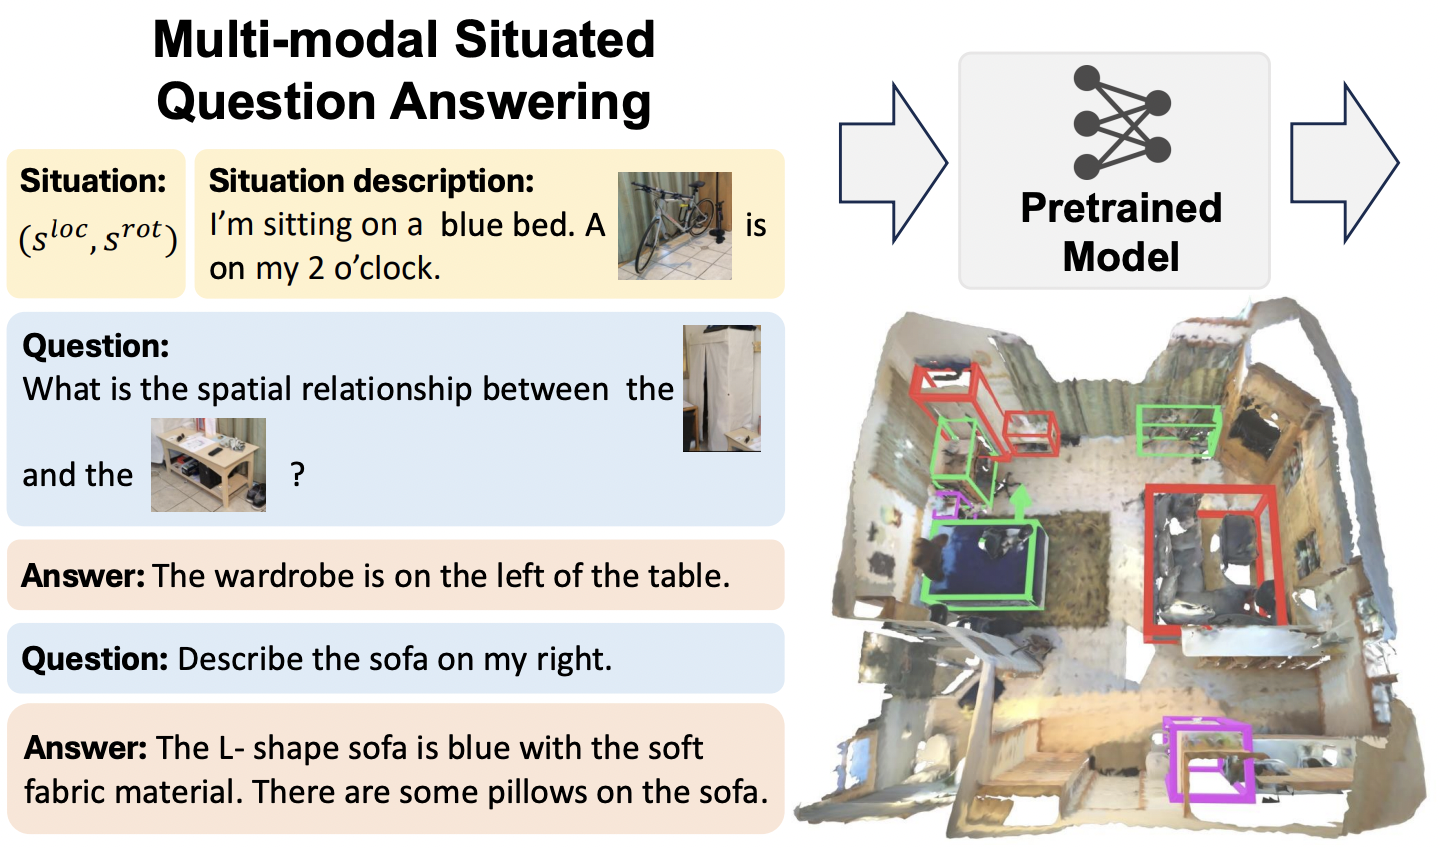 Multi-modal Situated
Question Answering
Situation:
(s^loc, s^rot)
Situation description:
I’m sitting on a blue bed. A is
on my 2 o’clock.
Question:
What is the spatial relationship between the
and the ?
Answer: The wardrobe is on the left of the table.
Question: Describe the sofa on my right.
Answer: The L- shape sofa is blue with the soft
fabric material. There are some pillows on the sofa.
Pretrained
Model